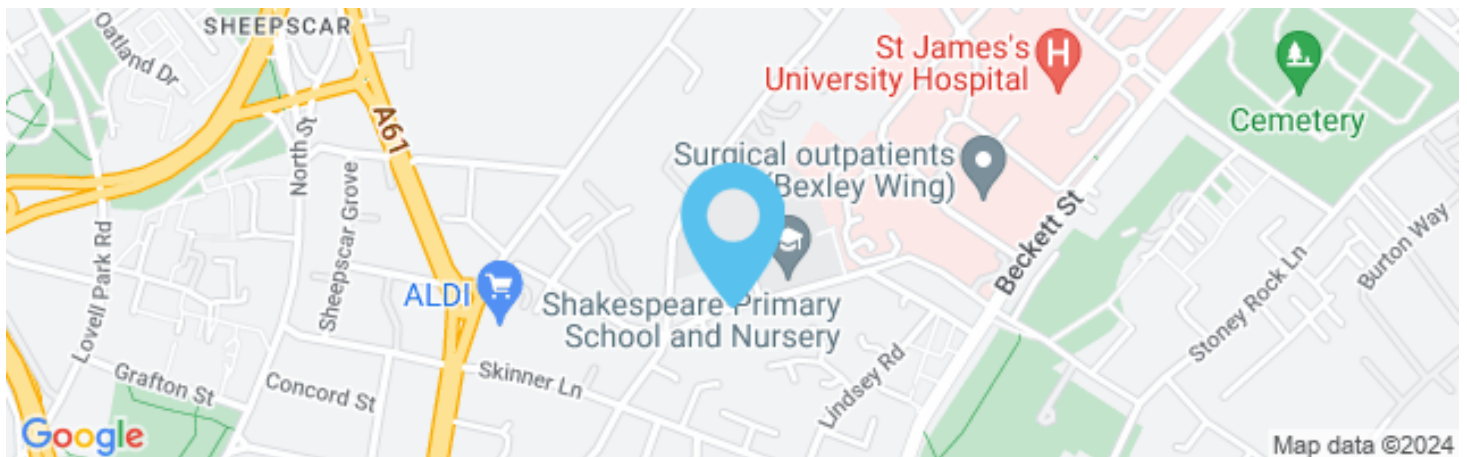 SHEEPSCAR
Oatland Dr
A61
North St
Sheepscar Grove
Lovell Park Rd
St James's
University Hospital
H
Cemetery
Surgical outpatients
(Bexley Wing)
Beckett St
Burton Way
Stoney Rock Ln
ALDI
Shakespeare Primary
School and Nursery
Lindsey Rd
Skinner Ln
Concord St
Grafton St
Google
Map data ©2024